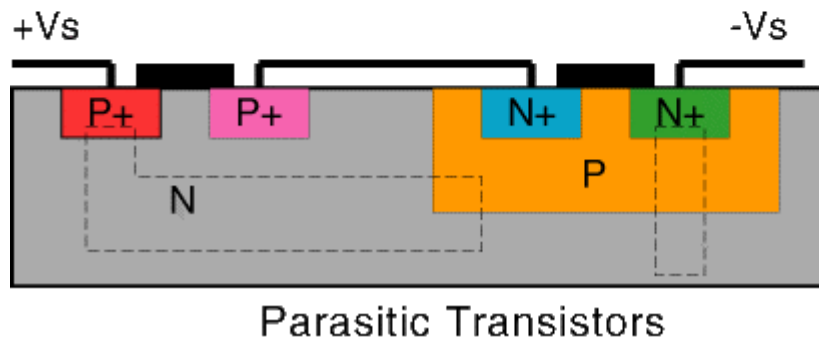 +Vs -Vs
P+ P+ N+ N+
P
N
Parasitic Transistors